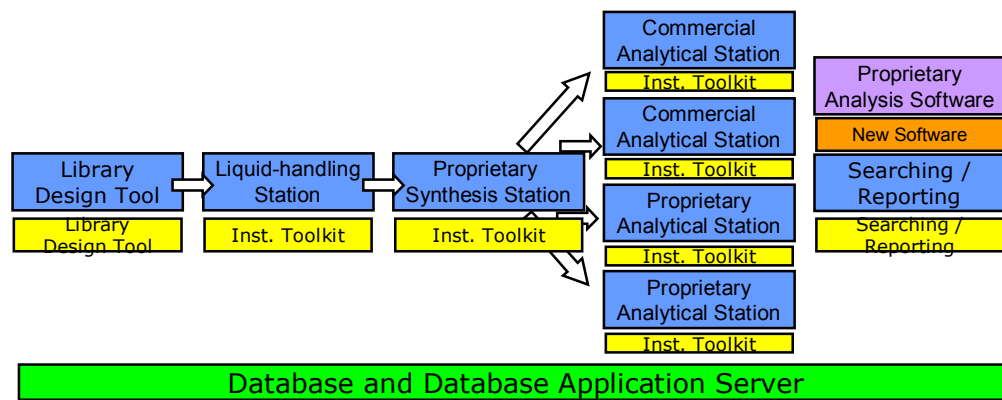 Library
Design Tool
Library
Design Tool
Liquid-handling
Station
Inst. Toolkit
Proprietary
Synthesis Station
Inst. Toolkit
Commercial
Analytical Station
Inst. Toolkit
Commercial
Analytical Station
Inst. Toolkit
Proprietary
Analytical Station
Inst. Toolkit
Proprietary
Analytical Station
Inst. Toolkit
Proprietary
Analysis Software
New Software
Searching /
Reporting
Searching /
Reporting
Database and Database Application Server